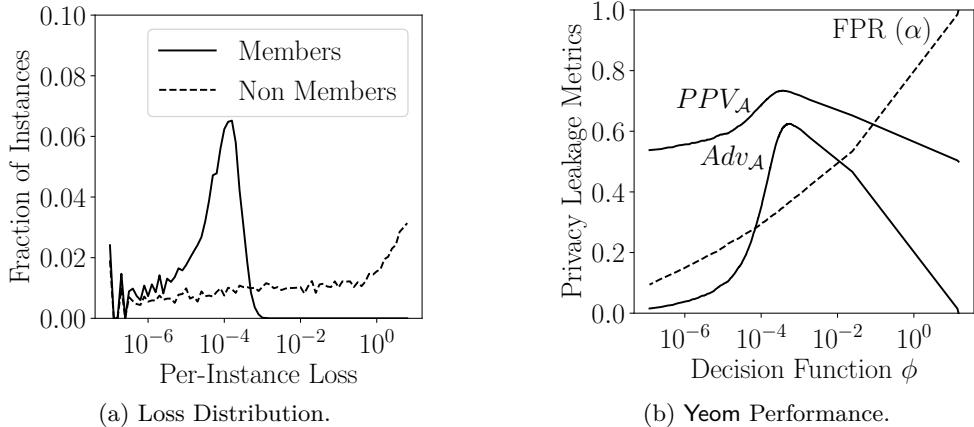 0.10
0.08
0.06
0.04
0.02
0.00
Fraction of Instances
Members
Non Members
10^{-6} 10^{-4} 10^{-2} 10^{0}
Per-Instance Loss
(a) Loss Distribution.
1.0
0.8
0.6
0.4
0.2
0.0
Privacy Leakage Metrics
FPR (α)
PPV_𝒜
Adv_𝒜
10^{-6} 10^{-4} 10^{-2} 10^{0}
Decision Function ϕ
(b) Yeom Performance.